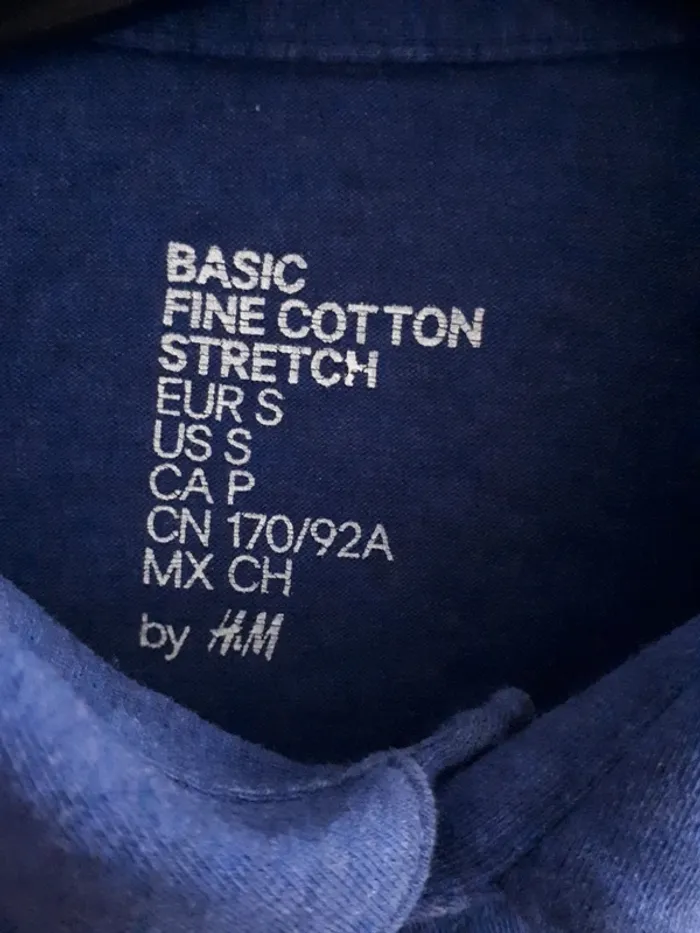 BASIC
FINE COTTON
STRETCH
EUR S
US S
CA P
CN 170/92A
MX CH
by H&M